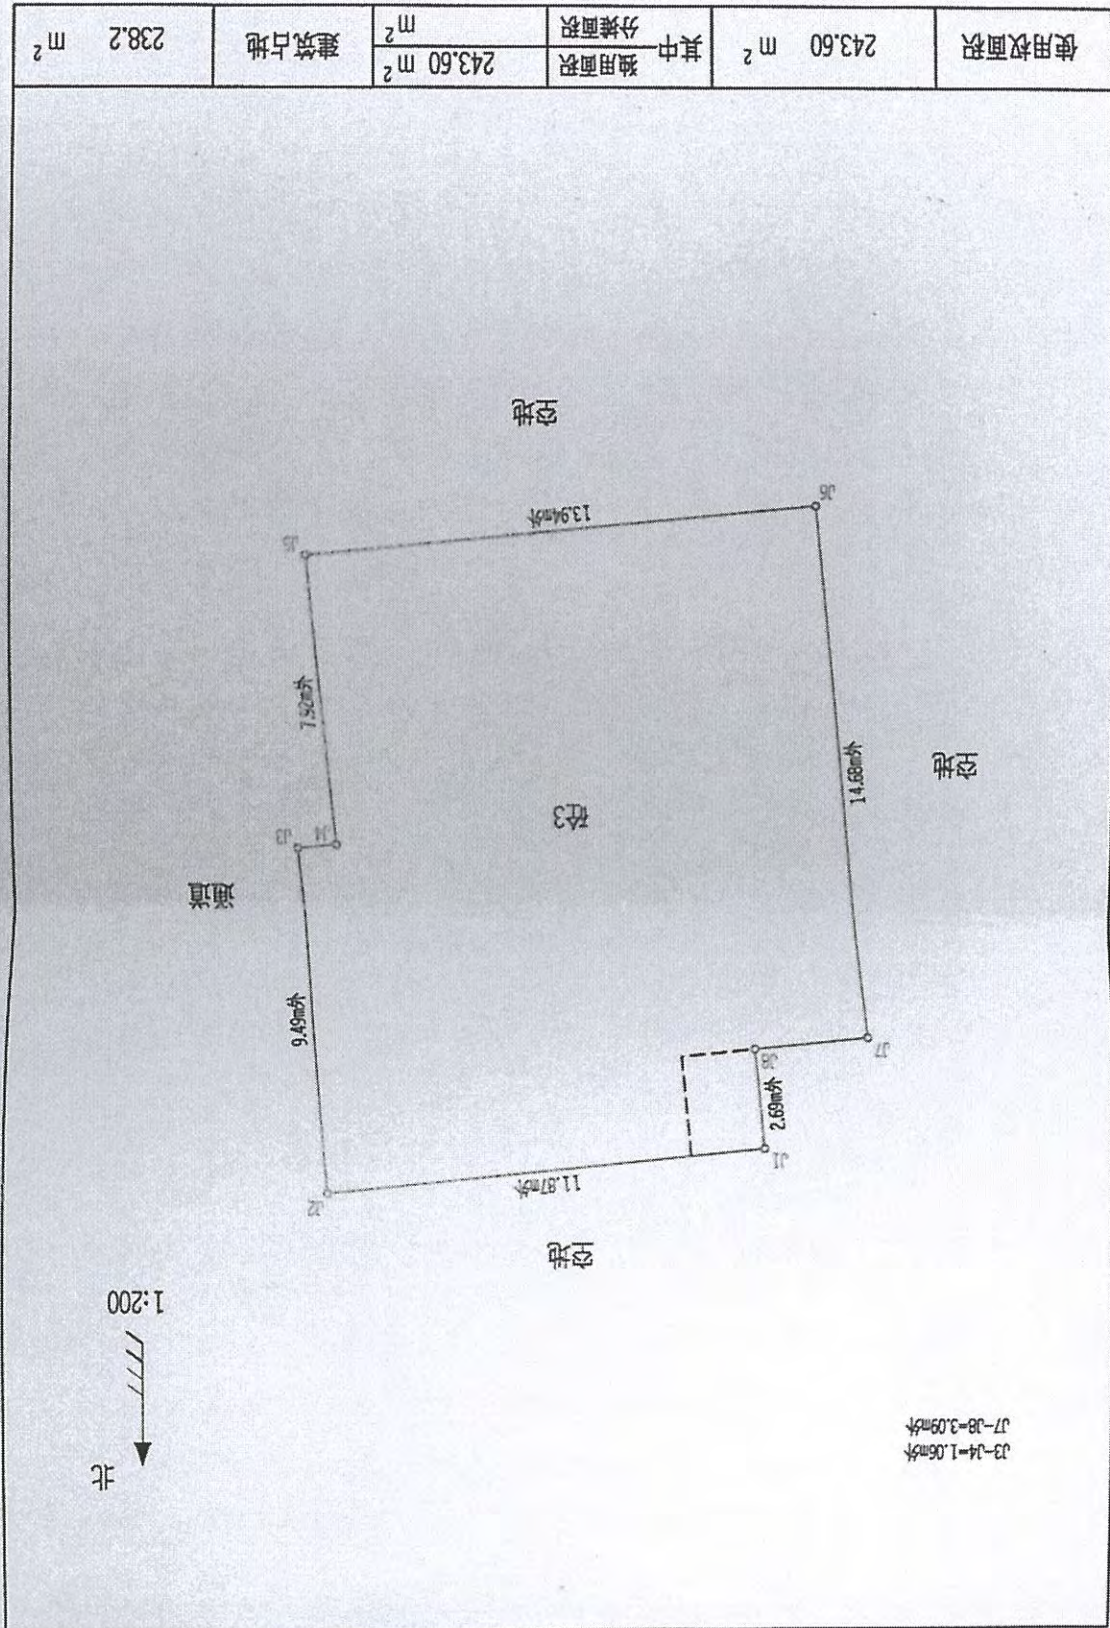 J3-J4=1.06m外
J7-J8=3.09m外
北
1:200
空地
J1
11.87m外
J2
2.69m外
J8
J7
9.49m外
通道
J3
J4
砼3
14.68m外
空地
7.92m外
J5
13.94m外
J6
空地
使用权面积
243.60 m²
其中
独用面积
243.60 m²
分摊面积
m²
建筑占地
238.2 m²